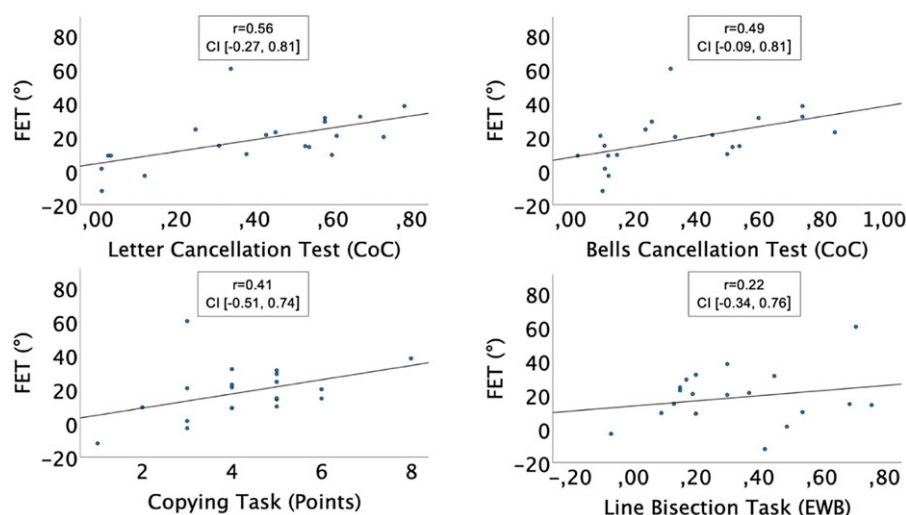 r=0.56
CI [-0.27, 0.81]
80
60
40
20
0
-20
FET (°)
,00 ,20 ,40 ,60 ,80
Letter Cancellation Test (CoC)
r=0.49
CI [-0.09, 0.81]
80
60
40
20
0
-20
FET (°)
,00 ,20 ,40 ,60 ,80 1,00
Bells Cancellation Test (CoC)
r=0.41
CI [-0.51, 0.74]
80
60
40
20
0
-20
FET (°)
2 4 6 8
Copying Task (Points)
r=0.22
CI [-0.34, 0.76]
80
60
40
20
0
-20
FET (°)
-,20 ,00 ,20 ,40 ,60 ,80
Line Bisection Task (EWB)